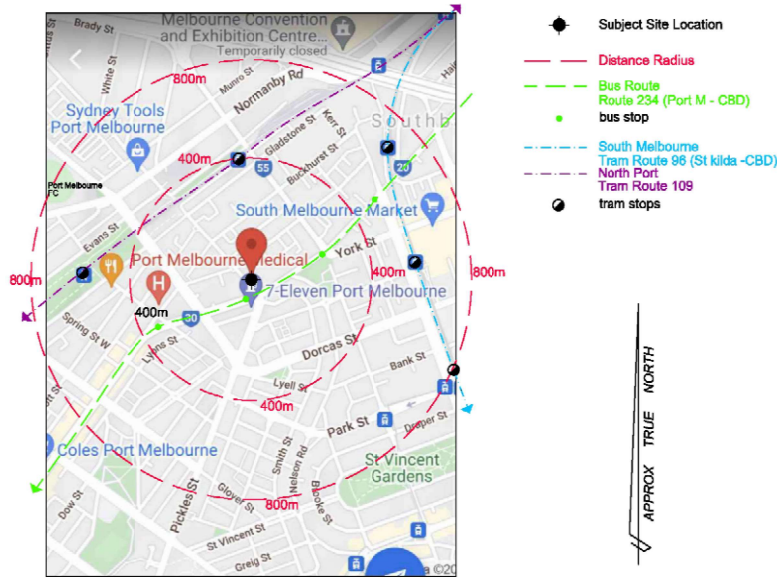 Melbourne Convention
and Exhibition Centre...
Temporarily closed
Brady St
White St
800m
Munro St
Normanby Rd
Sydney Tools
Port Melbourne
Gladstone St
Kerr St
Southb
400m
55
Buckhurst St
20
Port Melbourne
FC
South Melbourne Market
Evans St
York St
Port Melbourne Medical
800m
400m
800m
H
7-Eleven Port Melbourne
400m
30
Spring St W
Lyons St
Dorcas St
Bank St
Lyell St
400m
Park St
Draper St
Coles Port Melbourne
Smith St
Nelson Rd
St Vincent
Gardens
Pickles St
Glover St
800m
Brooke St
Dow St
St Vincent St
Greig St
Subject Site Location
Distance Radius
Bus Route
Route 234 (Port M - CBD)
bus stop
South Melbourne
Tram Route 96 (St kilda -CBD)
North Port
Tram Route 109
tram stops
APPROX TRUE NORTH